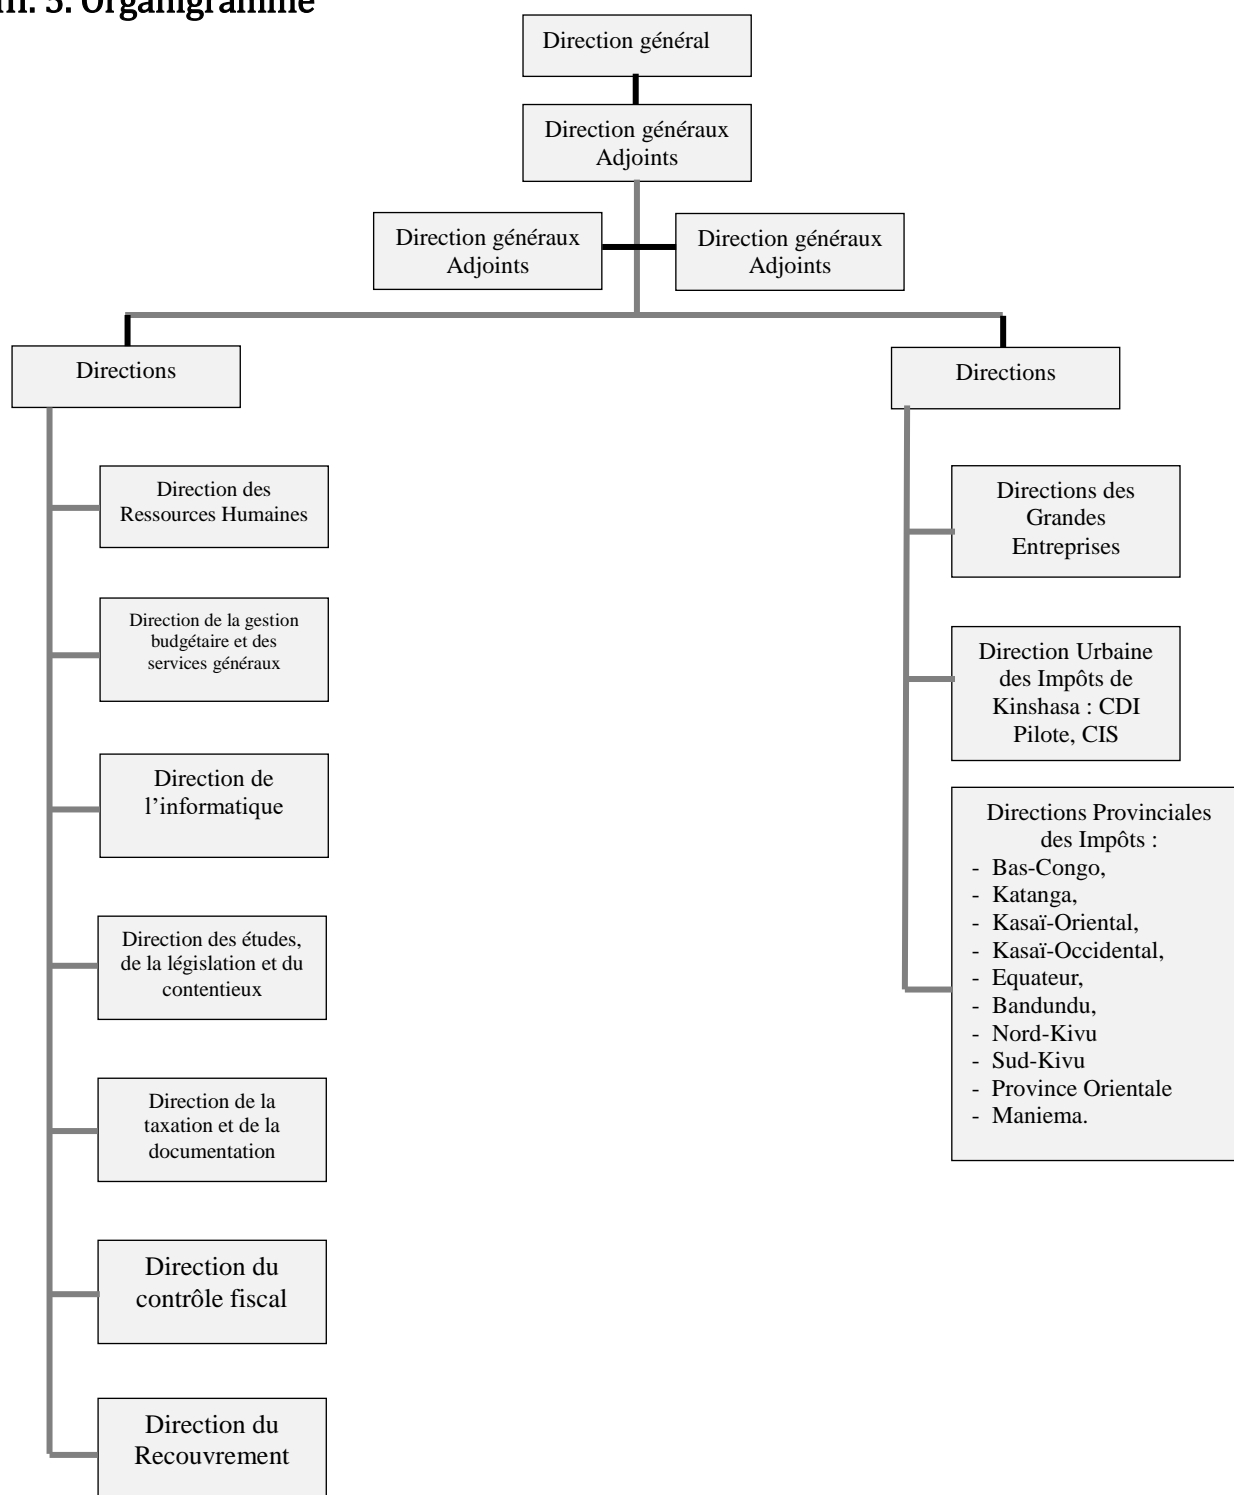 5. Organigramme
Direction général
Direction généraux
Adjoints
Direction généraux
Adjoints
Direction généraux
Adjoints
Directions
Directions
Direction des
Ressources Humaines
Direction de la gestion
budgétaire et des
services généraux
Direction de
l’informatique
Direction des études,
de la législation et du
contentieux
Direction de la
taxation et de la
documentation
Direction du
contrôle fiscal
Direction du
Recouvrement
Directions des
Grandes
Entreprises
Direction Urbaine
des Impôts de
Kinshasa : CDI
Pilote, CIS
Directions Provinciales
des Impôts :
- Bas-Congo,
- Katanga,
- Kasaï-Oriental,
- Kasaï-Occidental,
- Equateur,
- Bandundu,
- Nord-Kivu
- Sud-Kivu
- Province Orientale
- Maniema.